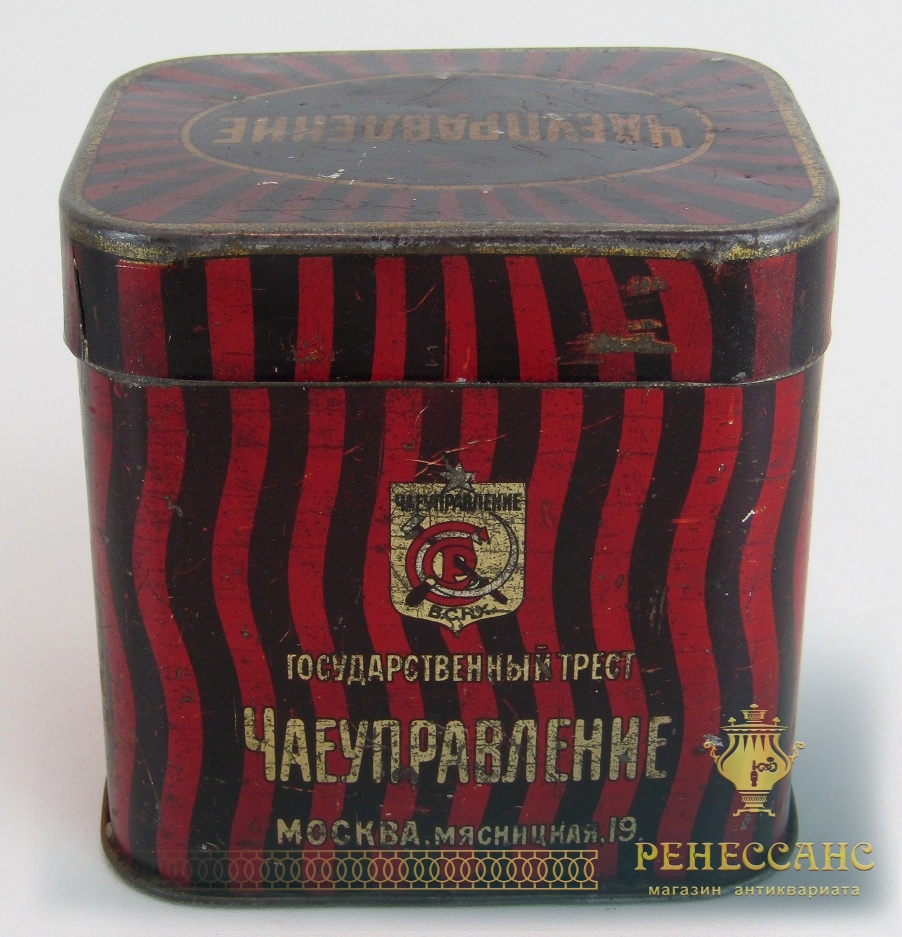 ЧАЕУПРАВЛЕНИЕ
ЧАЕУПРАВЛЕНИЕ
В.С.Н.Х.
ГОСУДАРСТВЕННЫЙ ТРЕСТ
ЧАЕУПРАВЛЕНИЕ
МОСКВА. МЯСНИЦКАЯ, 19.
РЕНЕССАНС
магазин антиквариата